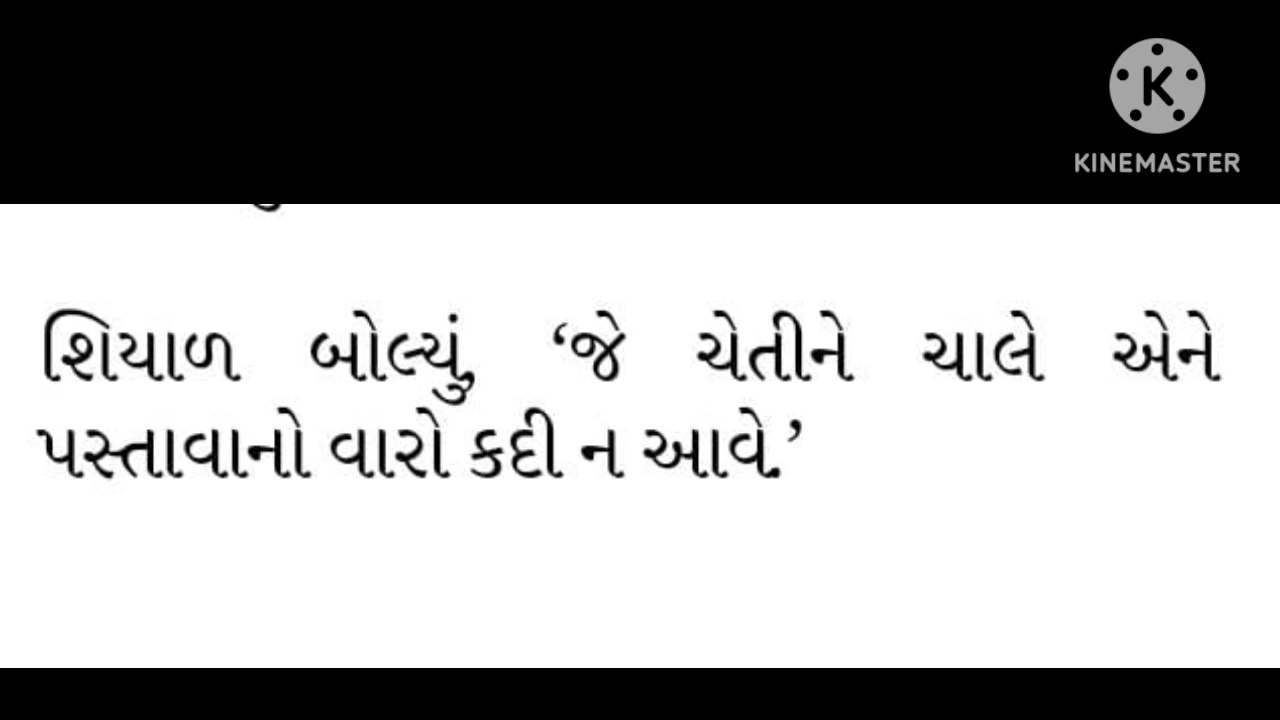 KINEMASTER
શિયાળ બોલ્યું, ‘જે ચેતીને ચાલે એને
પસ્તાવાનો વારો કદી ન આવે.’